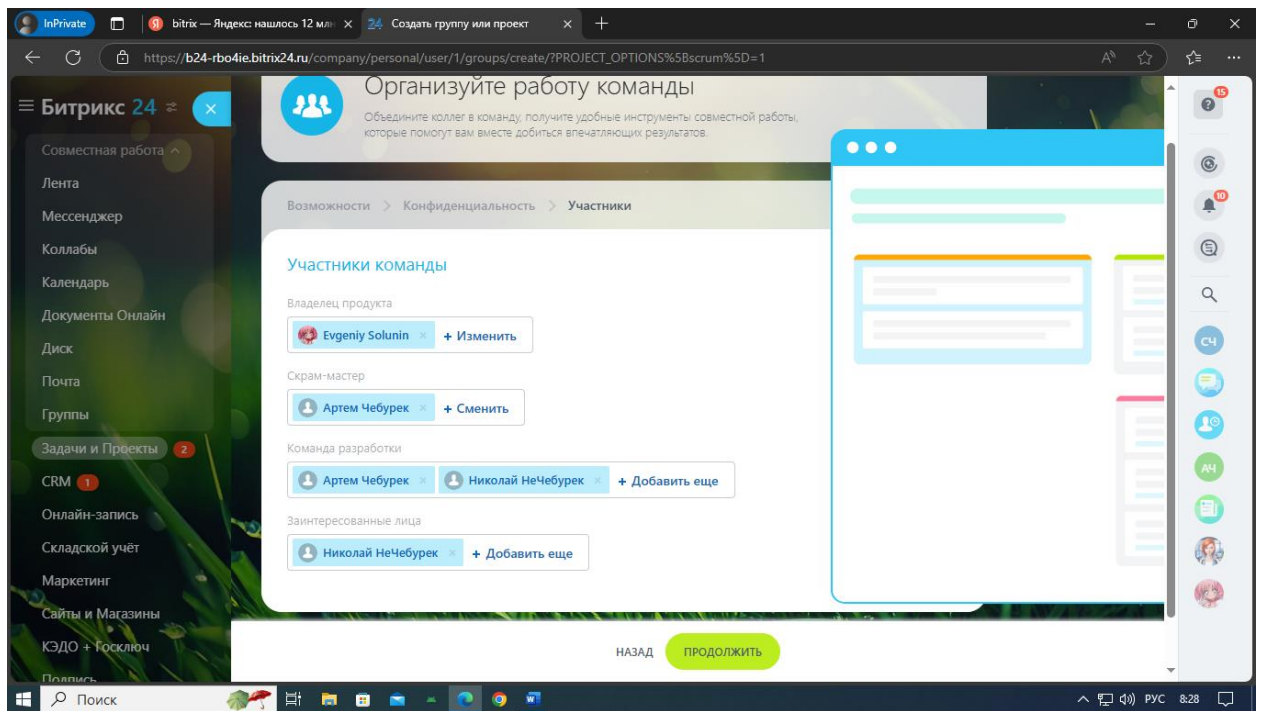 InPrivate
bitrix — Яндекс: нашлось 12 млн
24 Создать группу или проект
https://b24-rbo4ie.bitrix24.ru/company/personal/user/1/groups/create/?PROJECT_OPTIONS%5Bscrum%5D=1
Битрикс 24
Совместная работа
Лента
Мессенджер
Коллабы
Календарь
Документы Онлайн
Диск
Почта
Группы
Задачи и Проекты 2
CRM 1
Онлайн-запись
Складской учёт
Маркетинг
Сайты и Магазины
КЭДО + Госключ
Подпись
Организуйте работу команды
Объедините коллег в команду, получите удобные инструменты совместной работы,
которые помогут вам вместе добиться впечатляющих результатов.
Возможности > Конфиденциальность > Участники
Участники команды
Владелец продукта
Evgeniy Solunin × + Изменить
Скрам-мастер
Артем Чебурек × + Сменить
Команда разработки
Артем Чебурек × Николай НеЧебурек × + Добавить еще
Заинтересованные лица
Николай НеЧебурек × + Добавить еще
НАЗАД ПРОДОЛЖИТЬ
15
10
СЧ
АЧ
Поиск
РУС 8:28